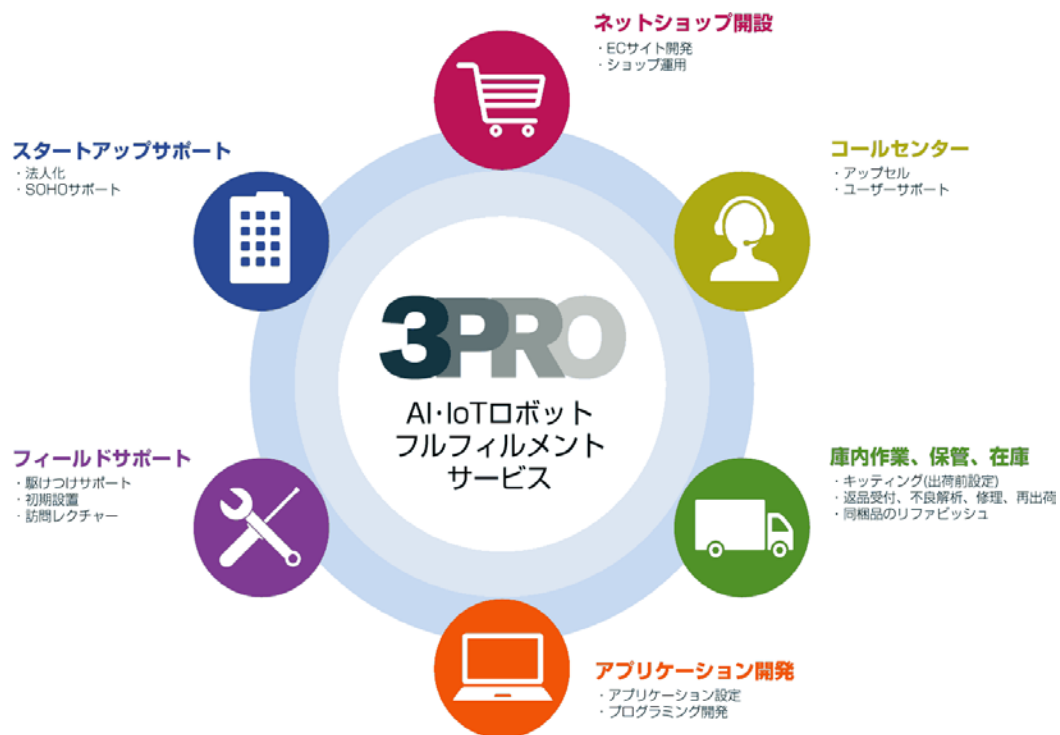 ネットショップ開設
・ECサイト開発
・ショップ運用
スタートアップサポート
・法人化
・SOHOサポート
コールセンター
・アップセル
・ユーザーサポート
3PRO
AI・IoTロボット
フルフィルメント
サービス
フィールドサポート
・駆けつけサポート
・初期設置
・訪問レクチャー
庫内作業、保管、在庫
・キッティング(出荷前設定)
・返品受付、不良解析、修理、再出荷
・同梱品のリファビッシュ
アプリケーション開発
・アプリケーション設定
・プログラミング開発